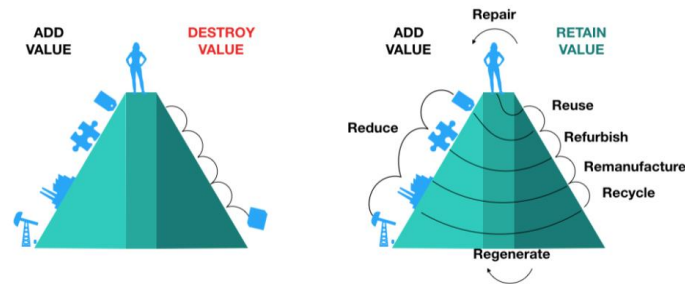 ADD
VALUE
DESTROY
VALUE
ADD
VALUE
Repair
RETAIN
VALUE
Reduce
Reuse
Refurbish
Remanufacture
Recycle
Regenerate